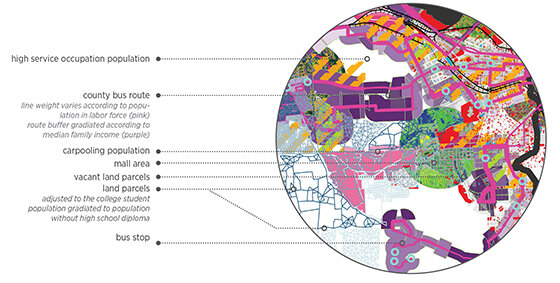 high service occupation population
county bus route
line weight varies according to popu-
lation in labor force (pink)
route buffer gradiated according to
median family income (purple)
carpooling population
mall area
vacant land parcels
land parcels
adjusted to the college student
population gradiated to population
without high school diploma
bus stop